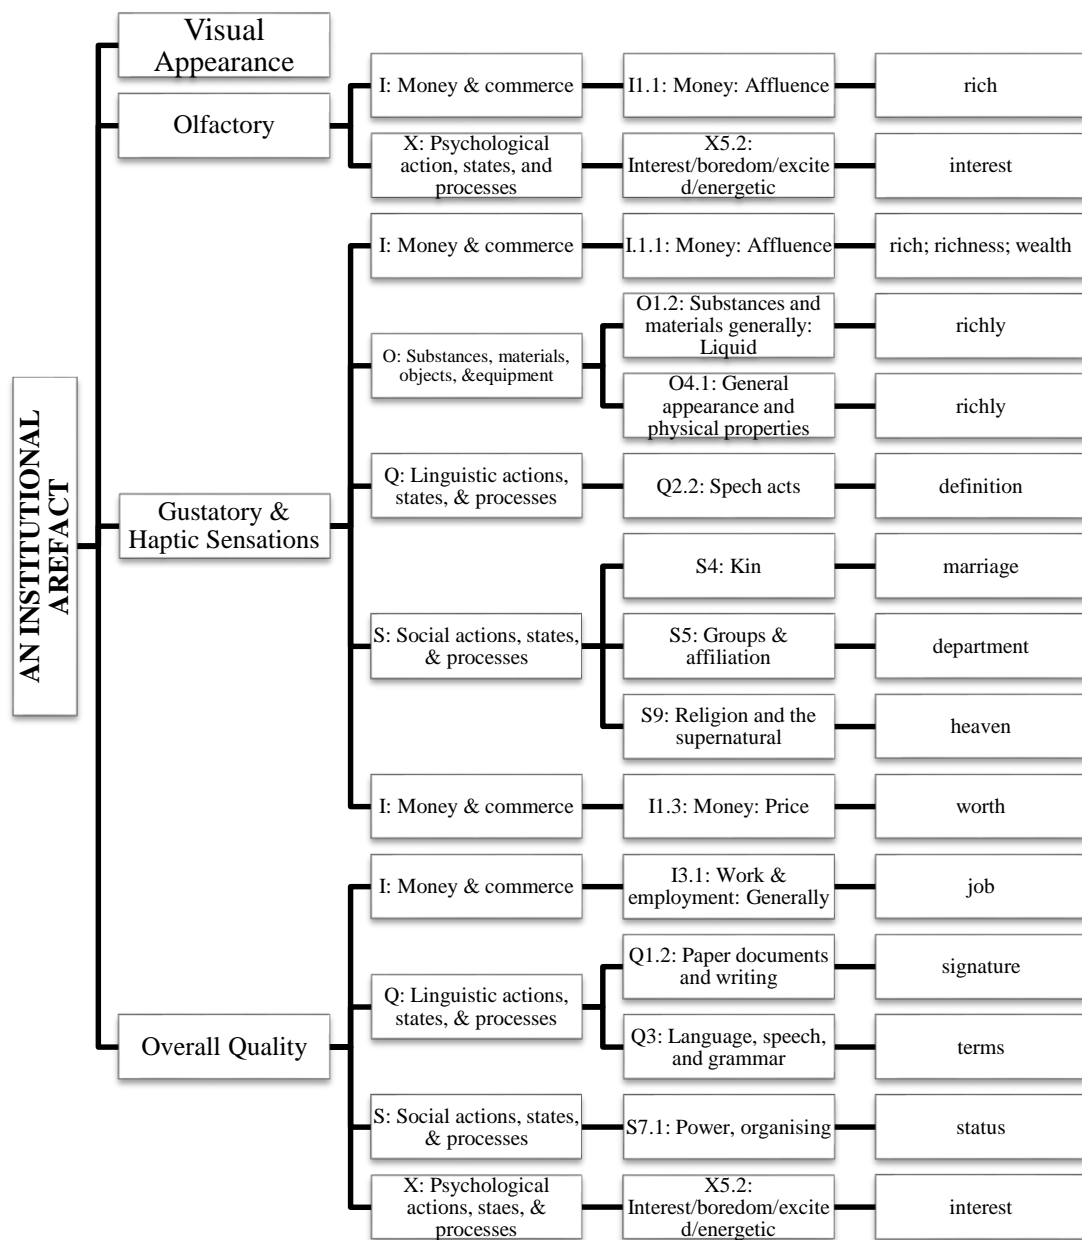 Visual
Appearance
I: Money & commerce
I1.1: Money: Affluence
rich
Olfactory
X: Psychological
action, states, and
processes
X5.2:
Interest/boredom/excite
d/energetic
interest
I: Money & commerce
I.1.1: Money: Affluence
rich; richness; wealth
O: Substances, materials,
objects, &equipment
O1.2: Substances and
materials generally:
Liquid
richly
O4.1: General
appearance and
physical properties
richly
AN INSTITUTIONAL
AREFACT
Gustatory &
Haptic Sensations
Q: Linguistic actions,
states, & processes
Q2.2: Spech acts
definition
S: Social actions, states,
& processes
S4: Kin
marriage
S5: Groups &
affiliation
department
S9: Religion and the
supernatural
heaven
I: Money & commerce
I1.3: Money: Price
worth
Overall Quality
I: Money & commerce
I3.1: Work &
employment: Generally
job
Q: Linguistic actions,
states, & processes
Q1.2: Paper documents
and writing
signature
Q3: Language, speech,
and grammar
terms
S: Social actions, states,
& processes
S7.1: Power, organising
status
X: Psychological
actions, staes, &
processes
X5.2:
Interest/boredom/excite
d/energetic
interest